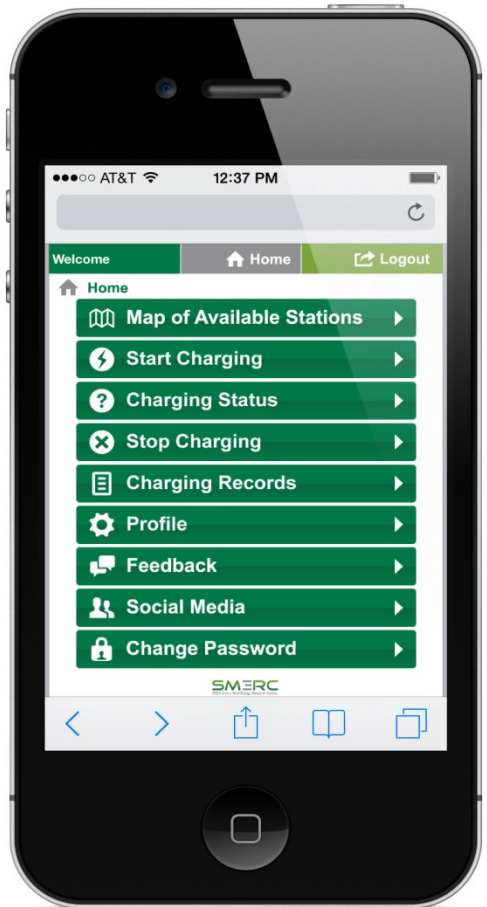 AT&T 12:37 PM
Welcome Home Logout
Home
Map of Available Stations
Start Charging
Charging Status
Stop Charging
Charging Records
Profile
Feedback
Social Media
Change Password
SMERC